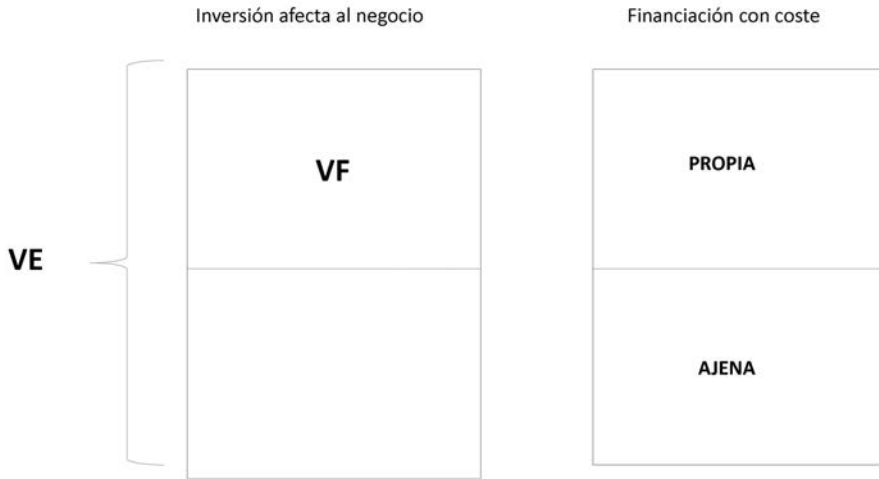 Inversión afecta al negocio
Financiación con coste
VF
PROPIA
VE
AJENA